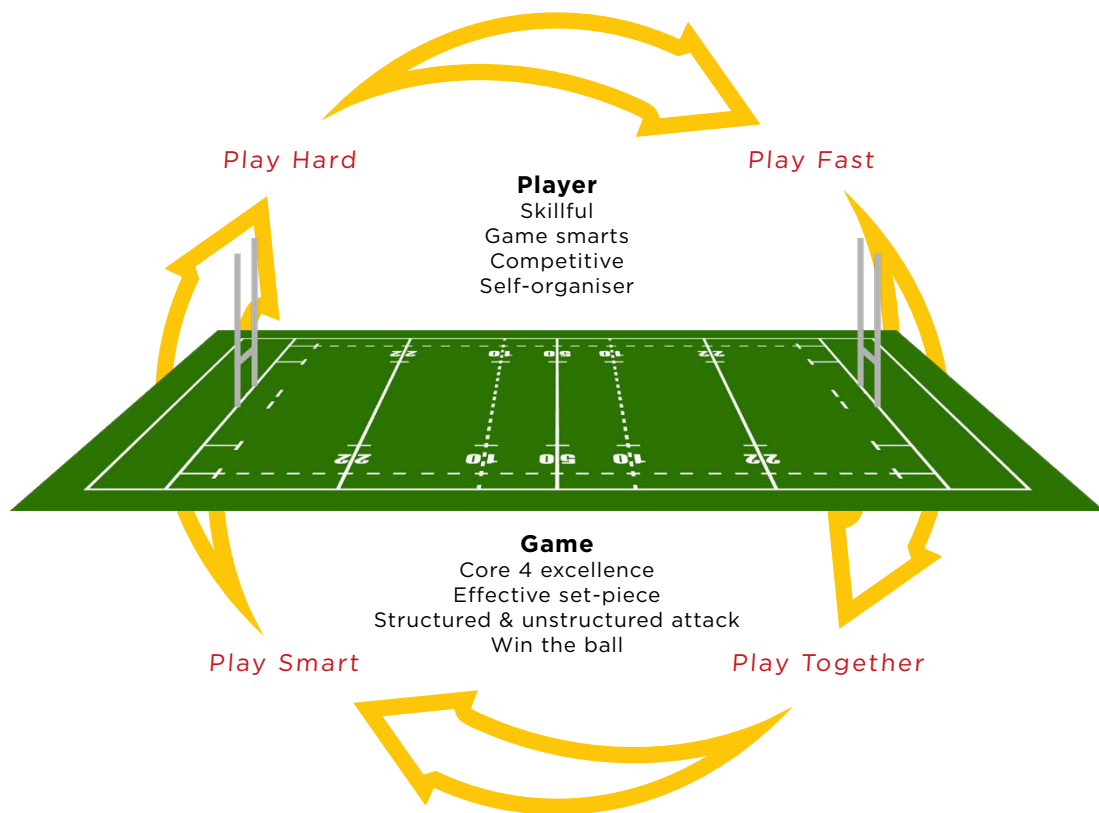 Play Hard
Play Fast
Player
Skillful
Game smarts
Competitive
Self-organiser
22 10 50 10 22
22 10 50 10 22
Game
Core 4 excellence
Effective set-piece
Structured & unstructured attack
Win the ball
Play Smart
Play Together